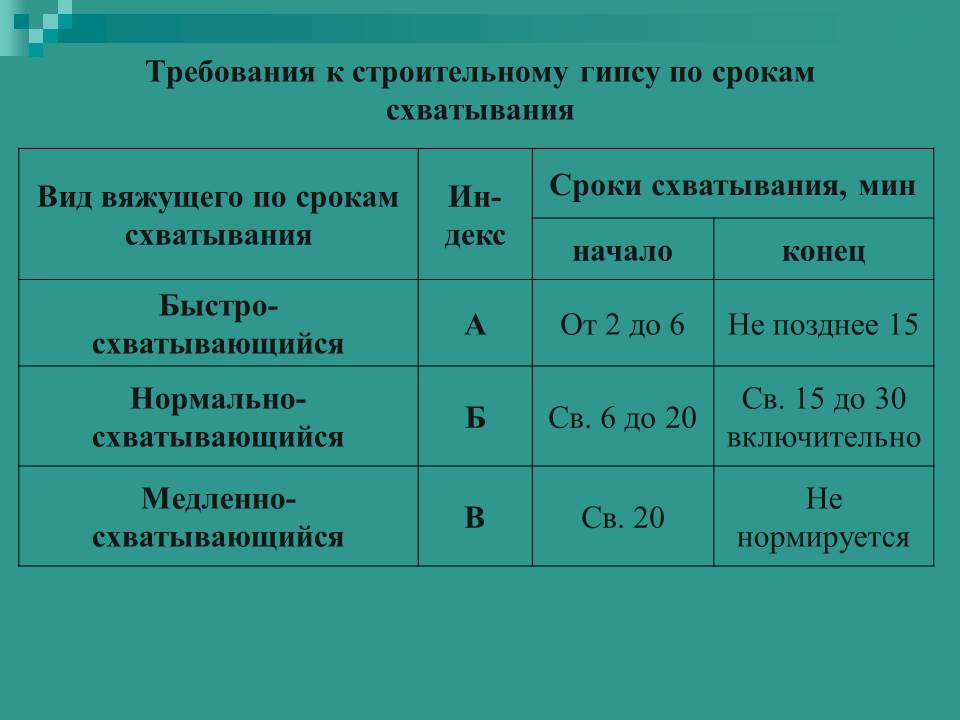 Требования к строительному гипсу по срокам
схватывания
Вид вяжущего по срокам
схватывания
Ин-
декс
Сроки схватывания, мин
начало
конец
Быстро-
схватывающийся
А
От 2 до 6
Не позднее 15
Нормально-
схватывающийся
Б
Св. 6 до 20
Св. 15 до 30
включительно
Медленно-
схватывающийся
В
Св. 20
Не
нормируется